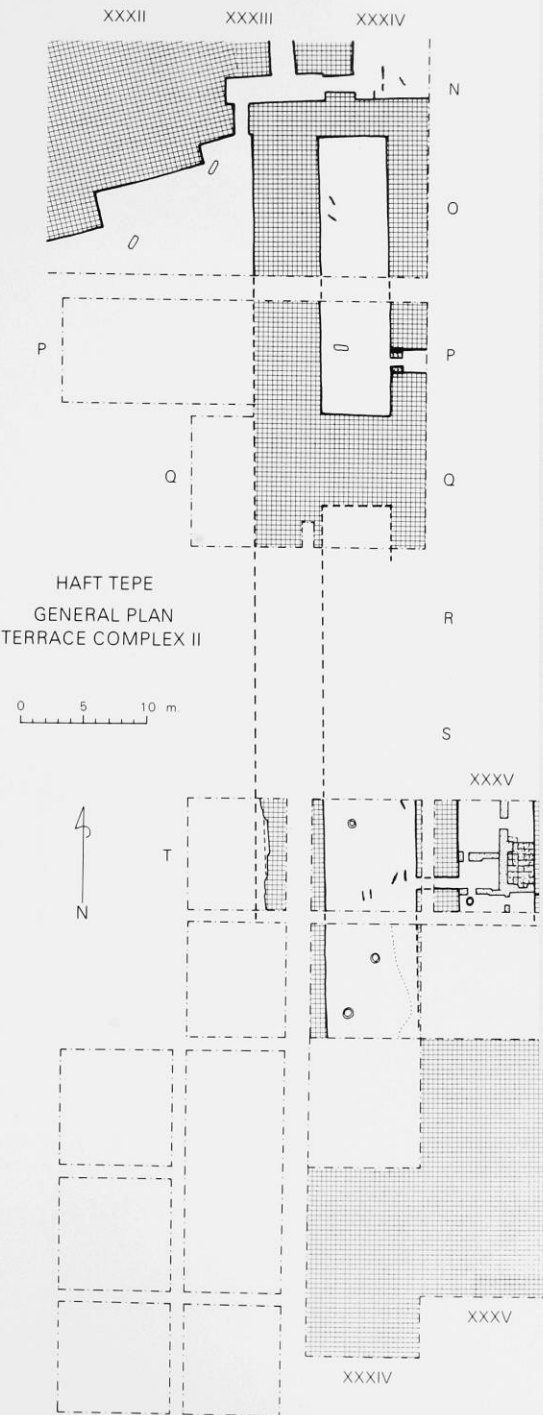 XXXII XXXIII XXXIV
N
O
P P
Q Q
HAFT TEPE
GENERAL PLAN
TERRACE COMPLEX II
R
0 5 10 m.
S
XXXV
T
N
XXXV
XXXIV